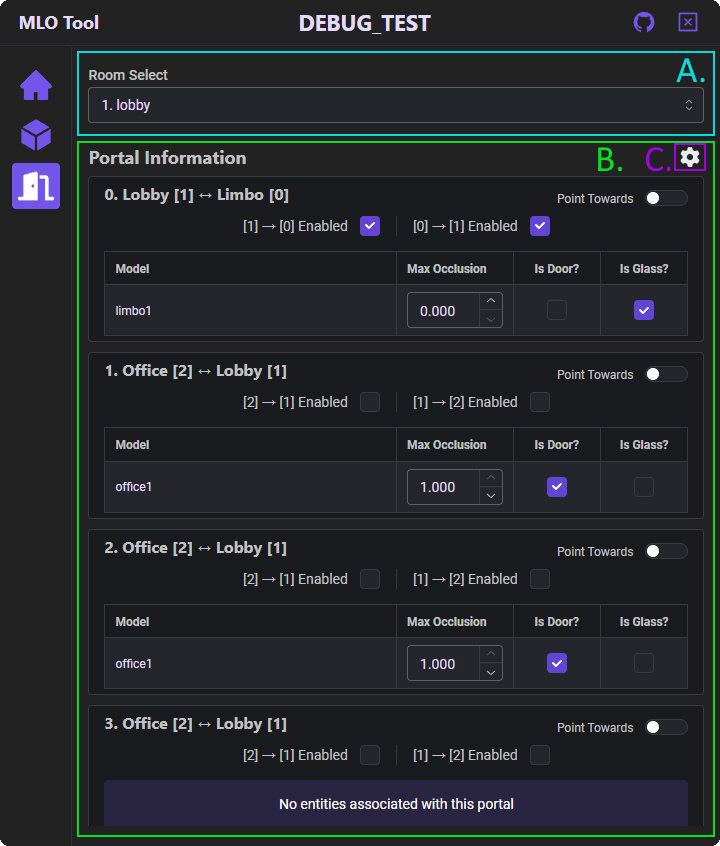 MLO Tool DEBUG_TEST
A.
Room Select
1. lobby
B. C.
Portal Information
0. Lobby [1] ↔ Limbo [0] Point Towards
[1] → [0] Enabled [0] → [1] Enabled
Model Max Occlusion Is Door? Is Glass?
limbo1 0.000
1. Office [2] ↔ Lobby [1] Point Towards
[2] → [1] Enabled [1] → [2] Enabled
Model Max Occlusion Is Door? Is Glass?
office1 1.000
2. Office [2] ↔ Lobby [1] Point Towards
[2] → [1] Enabled [1] → [2] Enabled
Model Max Occlusion Is Door? Is Glass?
office1 1.000
3. Office [2] ↔ Lobby [1] Point Towards
[2] → [1] Enabled [1] → [2] Enabled
No entities associated with this portal